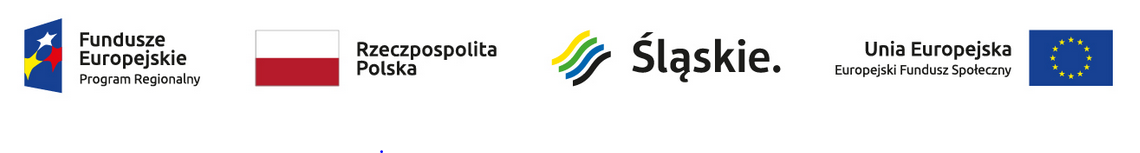 Fundusze
Europejskie
Program Regionalny
Rzeczpospolita
Polska
Śląskie.
Unia Europejska
Europejski Fundusz Społeczny